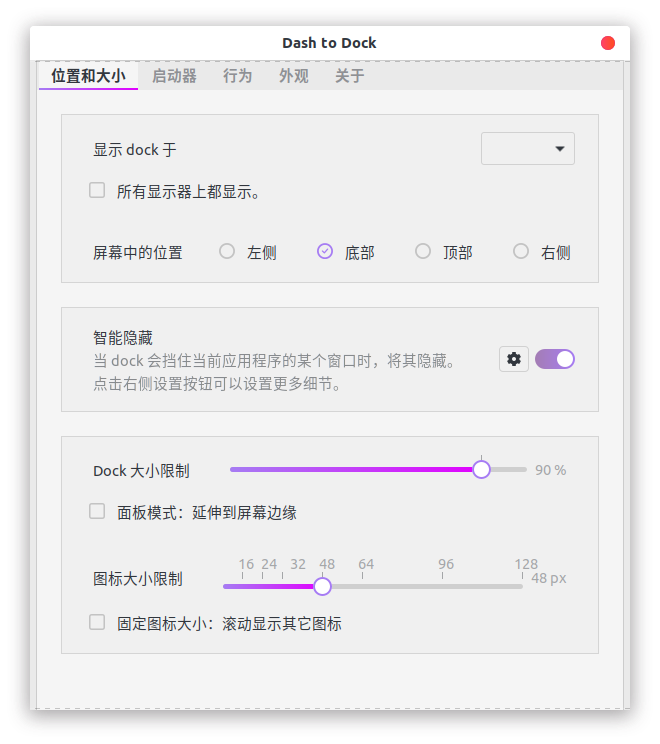 Dash to Dock
位置和大小 启动器 行为 外观 关于
显示 dock 于
所有显示器上都显示。
屏幕中的位置 左侧 底部 顶部 右侧
智能隐藏
当 dock 会挡住当前应用程序的某个窗口时，将其隐藏。
点击右侧设置按钮可以设置更多细节。
Dock 大小限制 90 %
面板模式：延伸到屏幕边缘
16 24 32 48 64 96 128
图标大小限制 48 px
固定图标大小：滚动显示其它图标